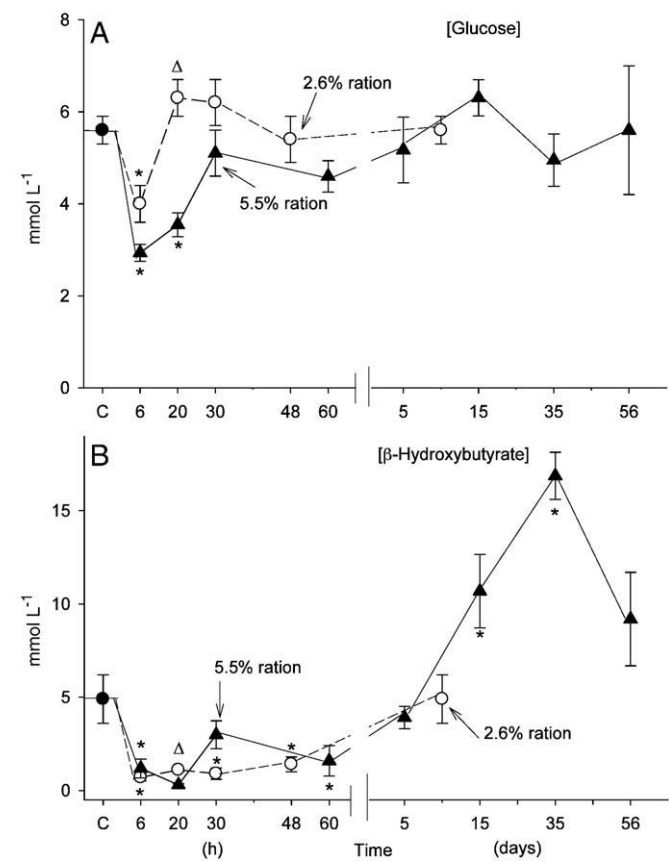 A
[Glucose]
8
Δ
2.6% ration
6
*
mmol L⁻¹
4
5.5% ration
*
*
2
0
C 6 20 30 48 60 5 15 35 56
B
[β-Hydroxybutyrate]
15
*
mmol L⁻¹
10
5.5% ration
*
5
Δ
*
*
2.6% ration
*
*
*
0
C 6 20 30 48 60 5 15 35 56
(h) Time (days)